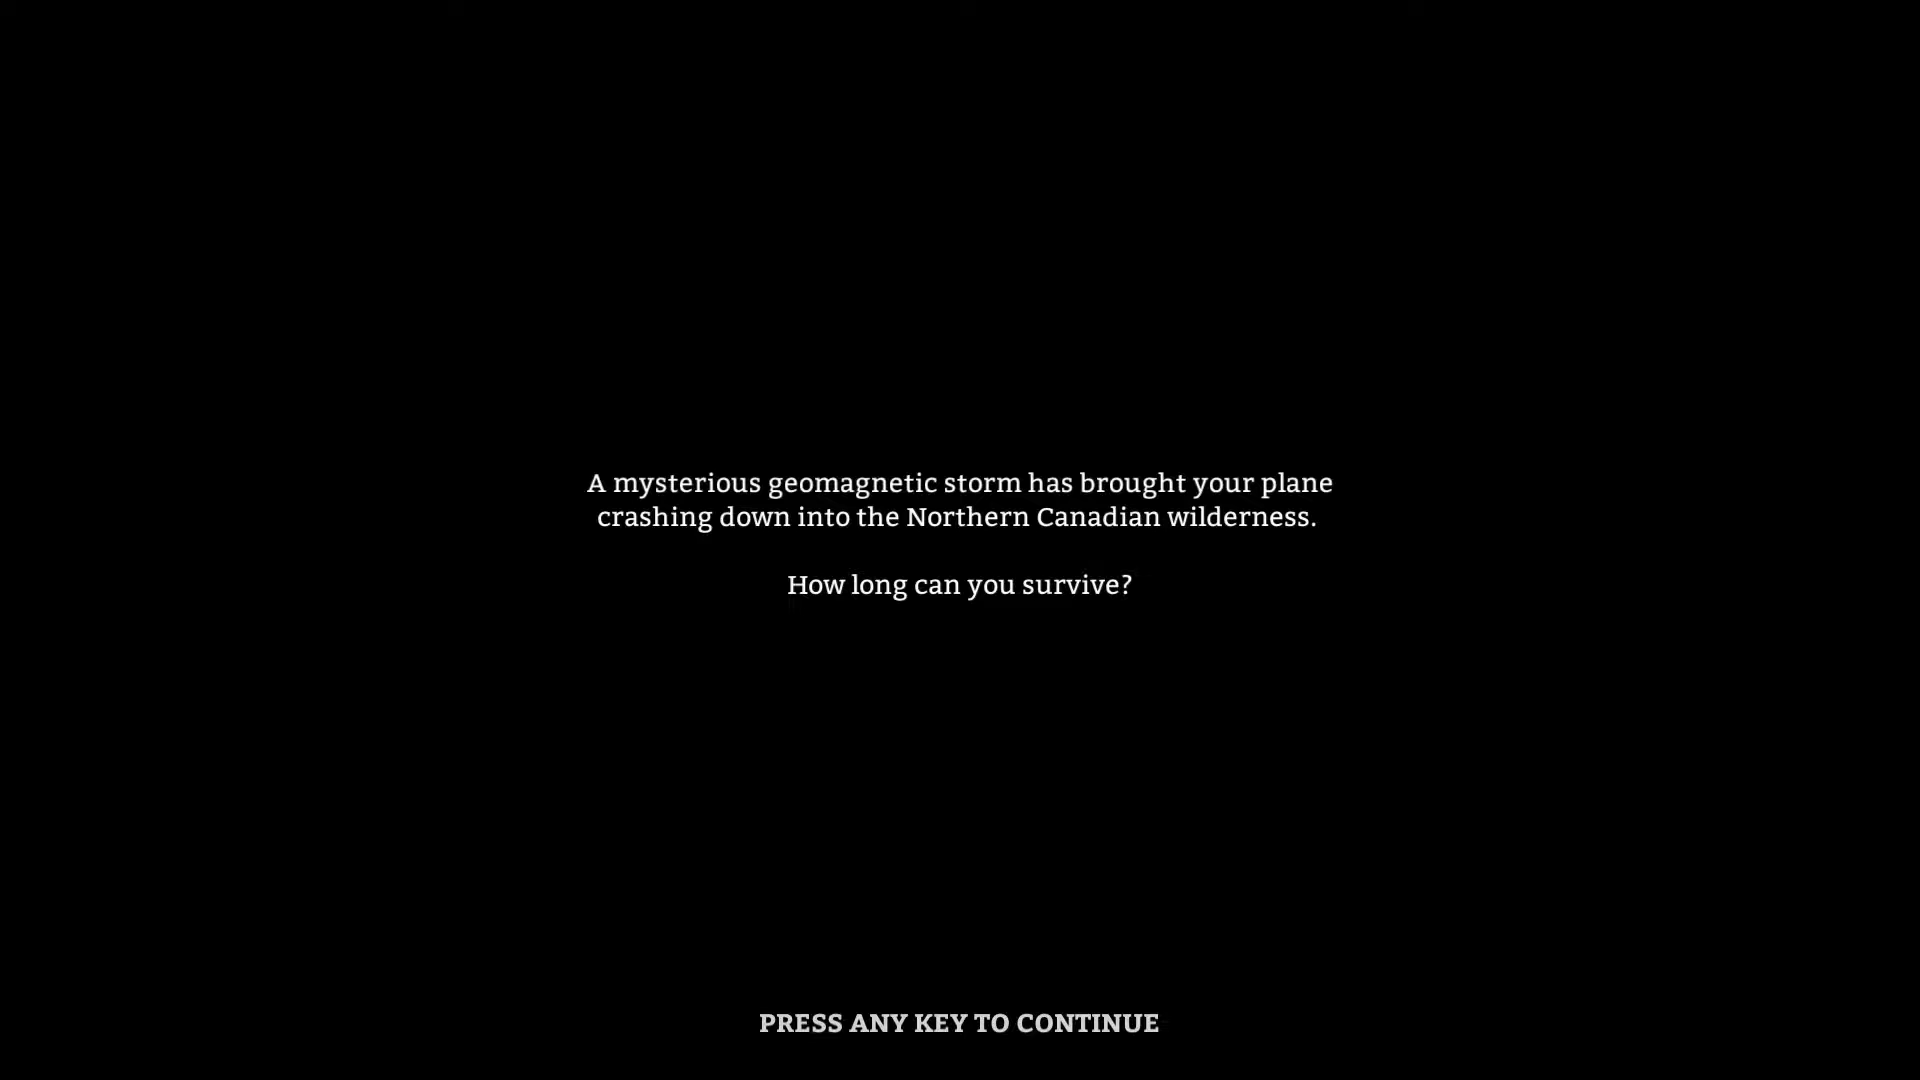 A mysterious geomagnetic storm has brought your plane
crashing down into the Northern Canadian wilderness.
How long can you survive?
PRESS ANY KEY TO CONTINUE